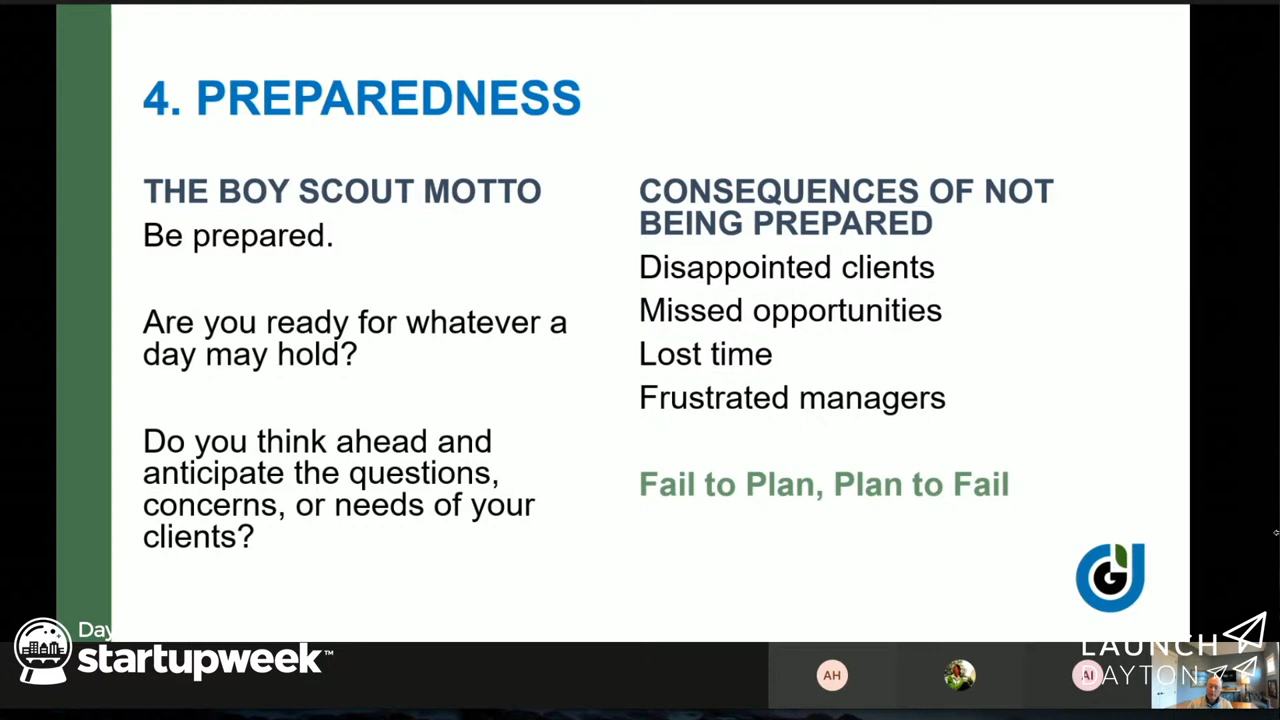 4. PREPAREDNESS
THE BOY SCOUT MOTTO
Be prepared.
Are you ready for whatever a
day may hold?
Do you think ahead and
anticipate the questions,
concerns, or needs of your
clients?
CONSEQUENCES OF NOT
BEING PREPARED
Disappointed clients
Missed opportunities
Lost time
Frustrated managers
Fail to Plan, Plan to Fail
G
Day
startupweek™
AH
AI
LAUNCH
DAYTON